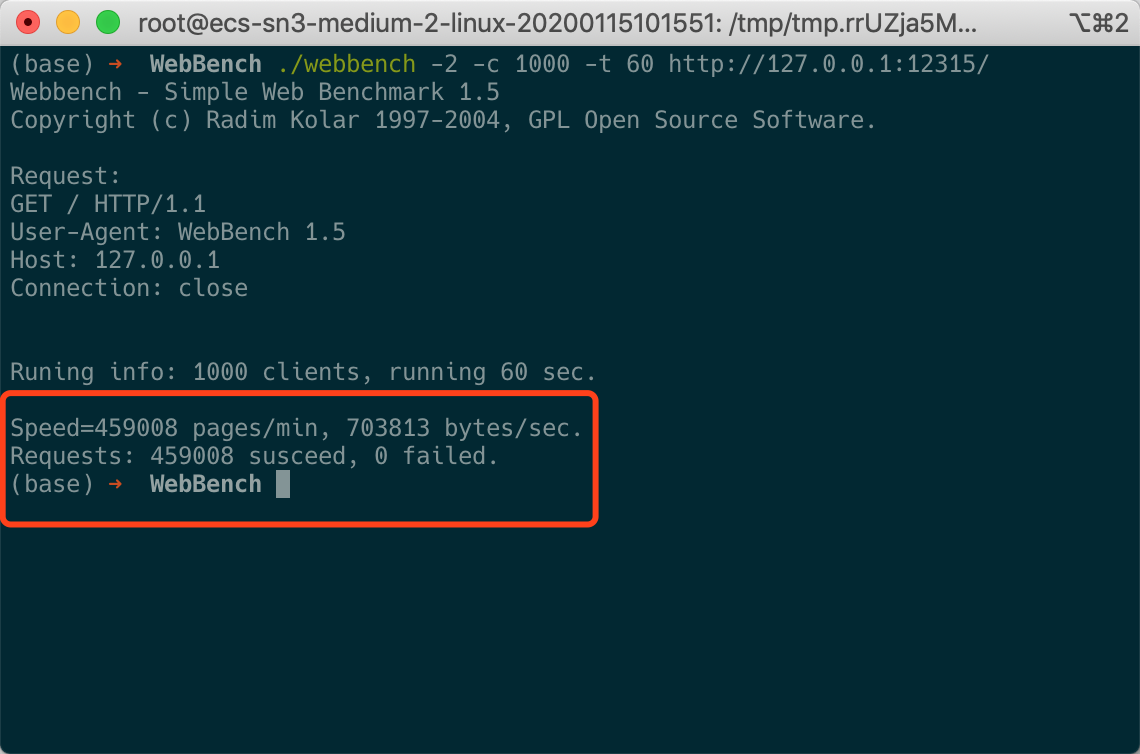 root@ecs-sn3-medium-2-linux-20200115101551: /tmp/tmp.rrUZja5M... ⌥⌘2
(base) ➜ WebBench ./webbench -2 -c 1000 -t 60 http://127.0.0.1:12315/
Webbench - Simple Web Benchmark 1.5
Copyright (c) Radim Kolar 1997-2004, GPL Open Source Software.
Request:
GET / HTTP/1.1
User-Agent: WebBench 1.5
Host: 127.0.0.1
Connection: close
Runing info: 1000 clients, running 60 sec.
Speed=459008 pages/min, 703813 bytes/sec.
Requests: 459008 susceed, 0 failed.
(base) ➜ WebBench